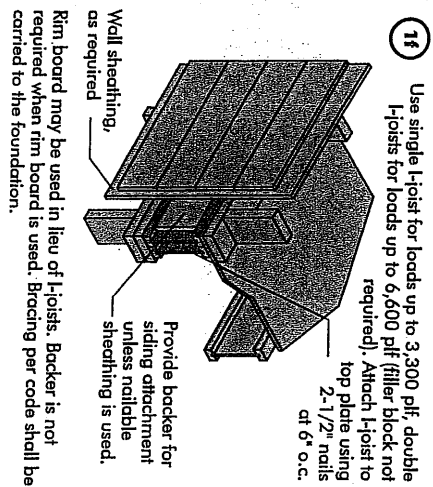 1f
Use single I-joist for loads up to 3,300 plf, double
I-joists for loads up to 6,600 plf (filler block not
required). Attach I-joist to
top plate using
2-1/2" nails
at 6" o.c.
Wall sheathing,
as required
Provide backer for
siding attachment
unless nailable
sheathing is used.
Rim board may be used in lieu of I-joists. Backer is not
required when rim board is used. Bracing per code shall be
carried to the foundation.